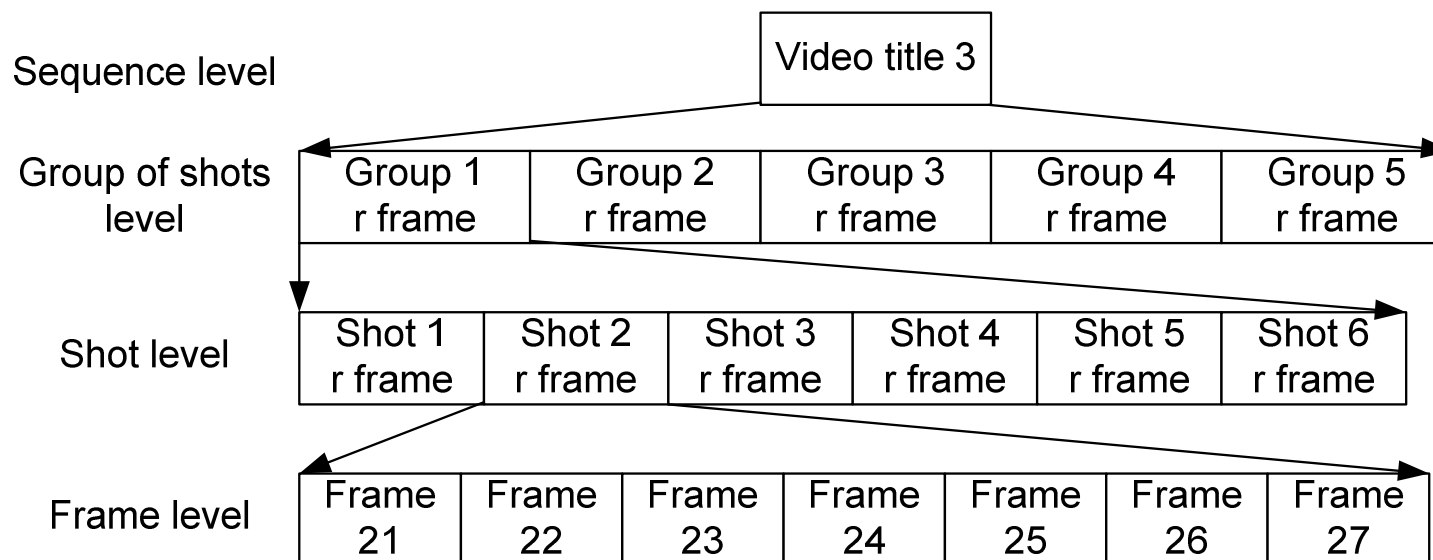 Video title 3
Sequence level
Group of shots
level
Group 1
r frame
Group 2
r frame
Group 3
r frame
Group 4
r frame
Group 5
r frame
Shot level
Shot 1
r frame
Shot 2
r frame
Shot 3
r frame
Shot 4
r frame
Shot 5
r frame
Shot 6
r frame
Frame level
Frame
21
Frame
22
Frame
23
Frame
24
Frame
25
Frame
26
Frame
27